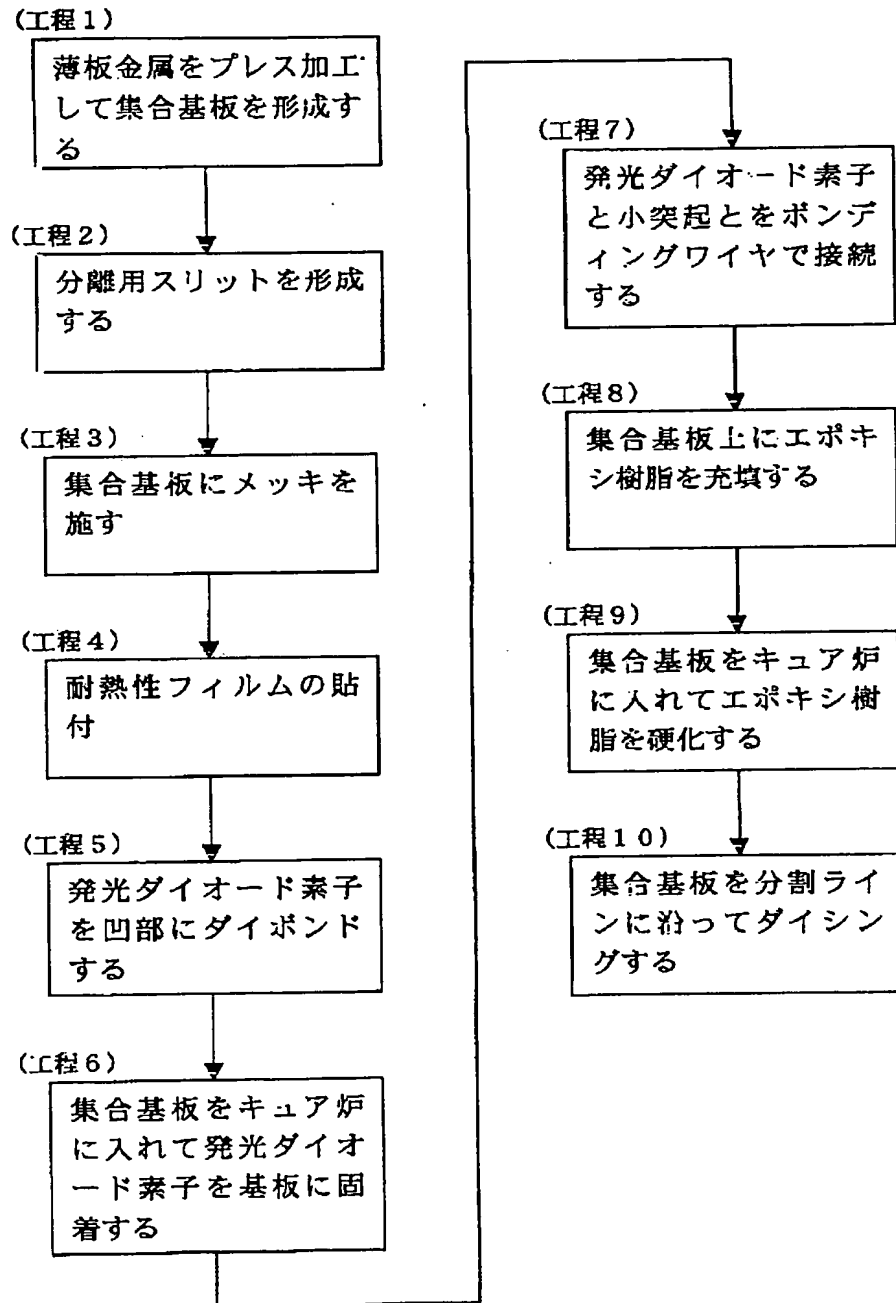 (工程1)
薄板金属をプレス加工
して集合基板を形成す
る
(工程2)
分離用スリットを形成
する
(工程3)
集合基板にメッキを
施す
(工程4)
耐熱性フィルムの貼
付
(工程5)
発光ダイオード素子
を凹部にダイボンド
する
(工程6)
集合基板をキュア炉
に入れて発光ダイオ
ード素子を基板に固
着する
(工程7)
発光ダイオード素子
と小突起とをボンデ
ィングワイヤで接続
する
(工程8)
集合基板上にエポキ
シ樹脂を充填する
(工程9)
集合基板をキュア炉
に入れてエポキシ樹
脂を硬化する
(工程10)
集合基板を分割ライ
ンに沿ってダイシン
グする